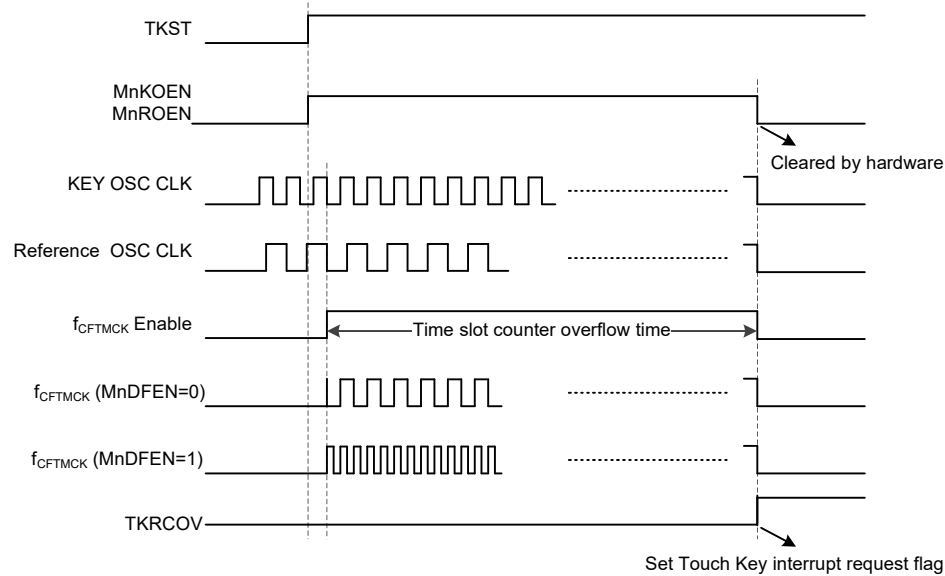 TKST
MnKOEN
MnROEN
Cleared by hardware
KEY OSC CLK
Reference OSC CLK
fCFTMCK Enable
Time slot counter overflow time
fCFTMCK (MnDFEN=0)
fCFTMCK (MnDFEN=1)
TKRCOV
Set Touch Key interrupt request flag